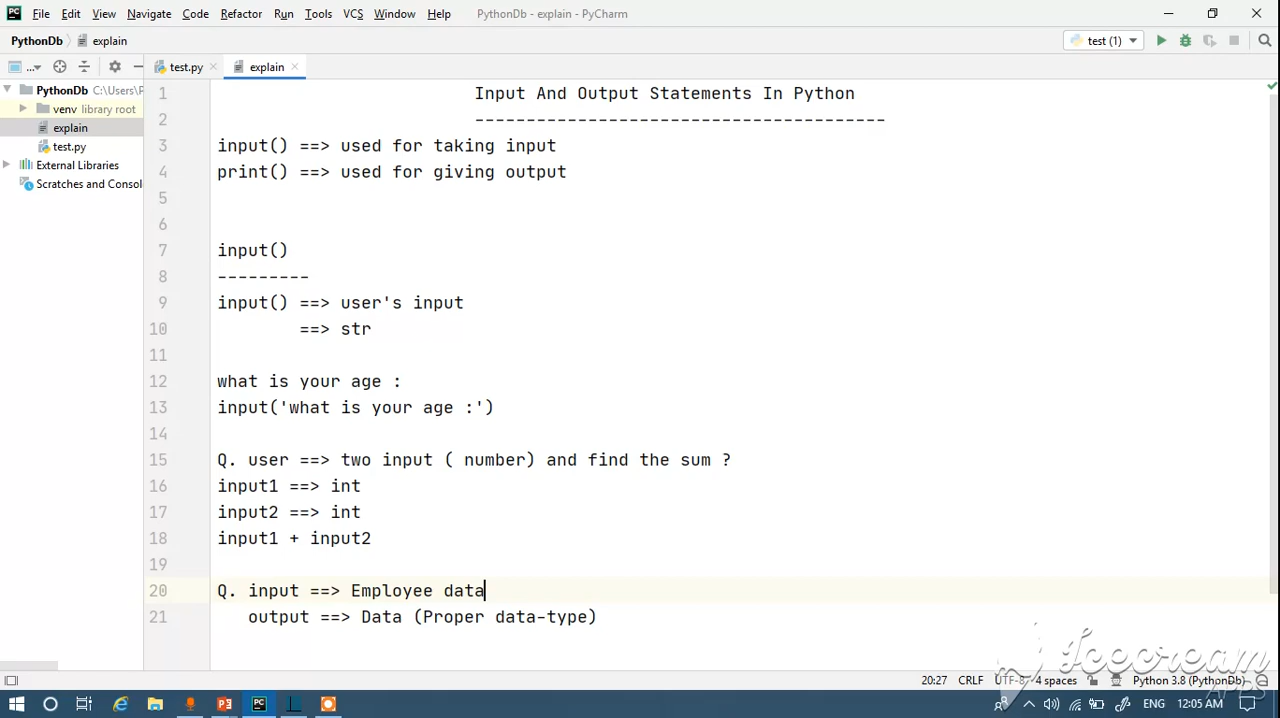 File Edit View Navigate Code Refactor Run Tools VCS Window Help PythonDb - explain - PyCharm
PythonDb explain test (1)
... test.py explain
PythonDb C:\Users\P
venv library root
explain
test.py
External Libraries
Scratches and Consol
1 Input And Output Statements In Python
2 ----------------------------------------
3 input() ==> used for taking input
4 print() ==> used for giving output
5
6
7 input()
8 ---------
9 input() ==> user's input
10 ==> str
11
12 what is your age :
13 input('what is your age :')
14
15 Q. user ==> two input ( number) and find the sum ?
16 input1 ==> int
17 input2 ==> int
18 input1 + input2
19
20 Q. input ==> Employee data
21 output ==> Data (Proper data-type)
20:27 CRLF UTF-8 4 spaces Python 3.8 (PythonDb)
Icecream
APPS
ENG 12:05 AM